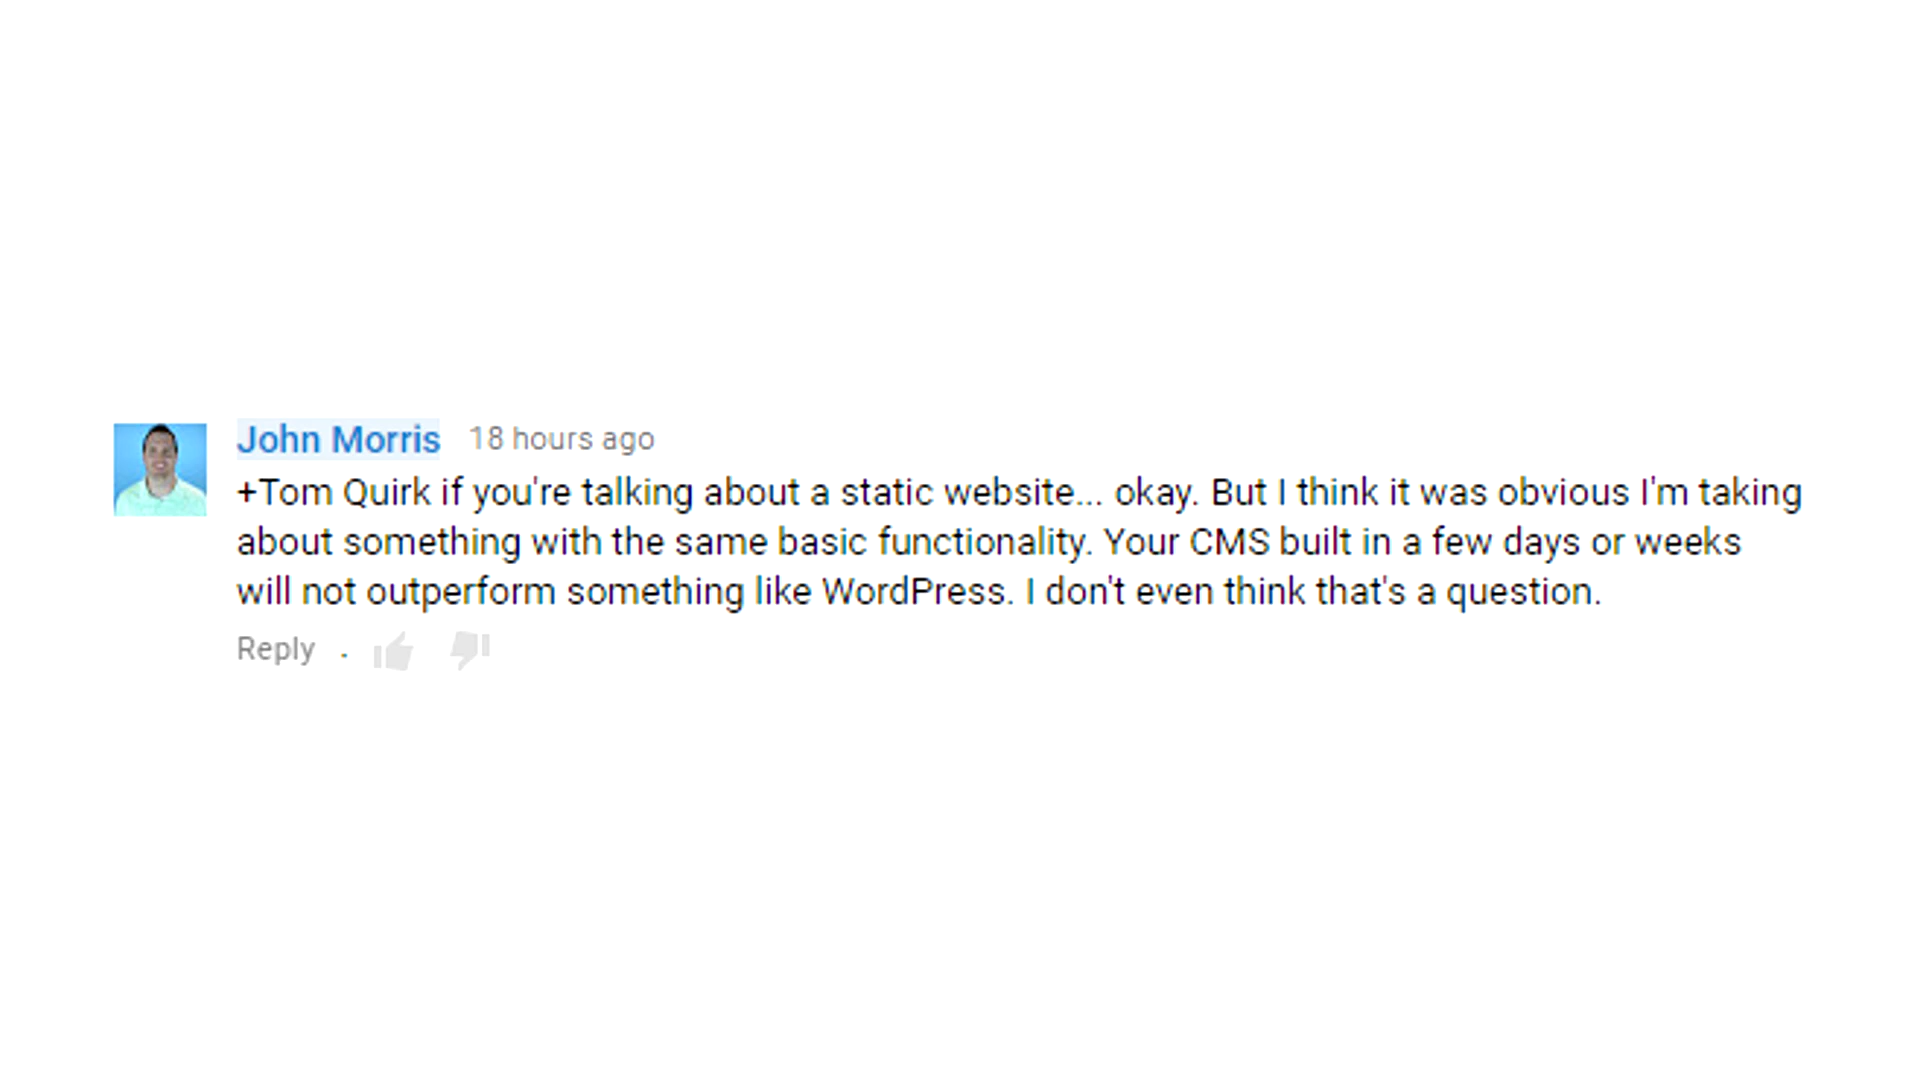 John Morris 18 hours ago
+Tom Quirk if you're talking about a static website... okay. But I think it was obvious I'm taking
about something with the same basic functionality. Your CMS built in a few days or weeks
will not outperform something like WordPress. I don't even think that's a question.
Reply